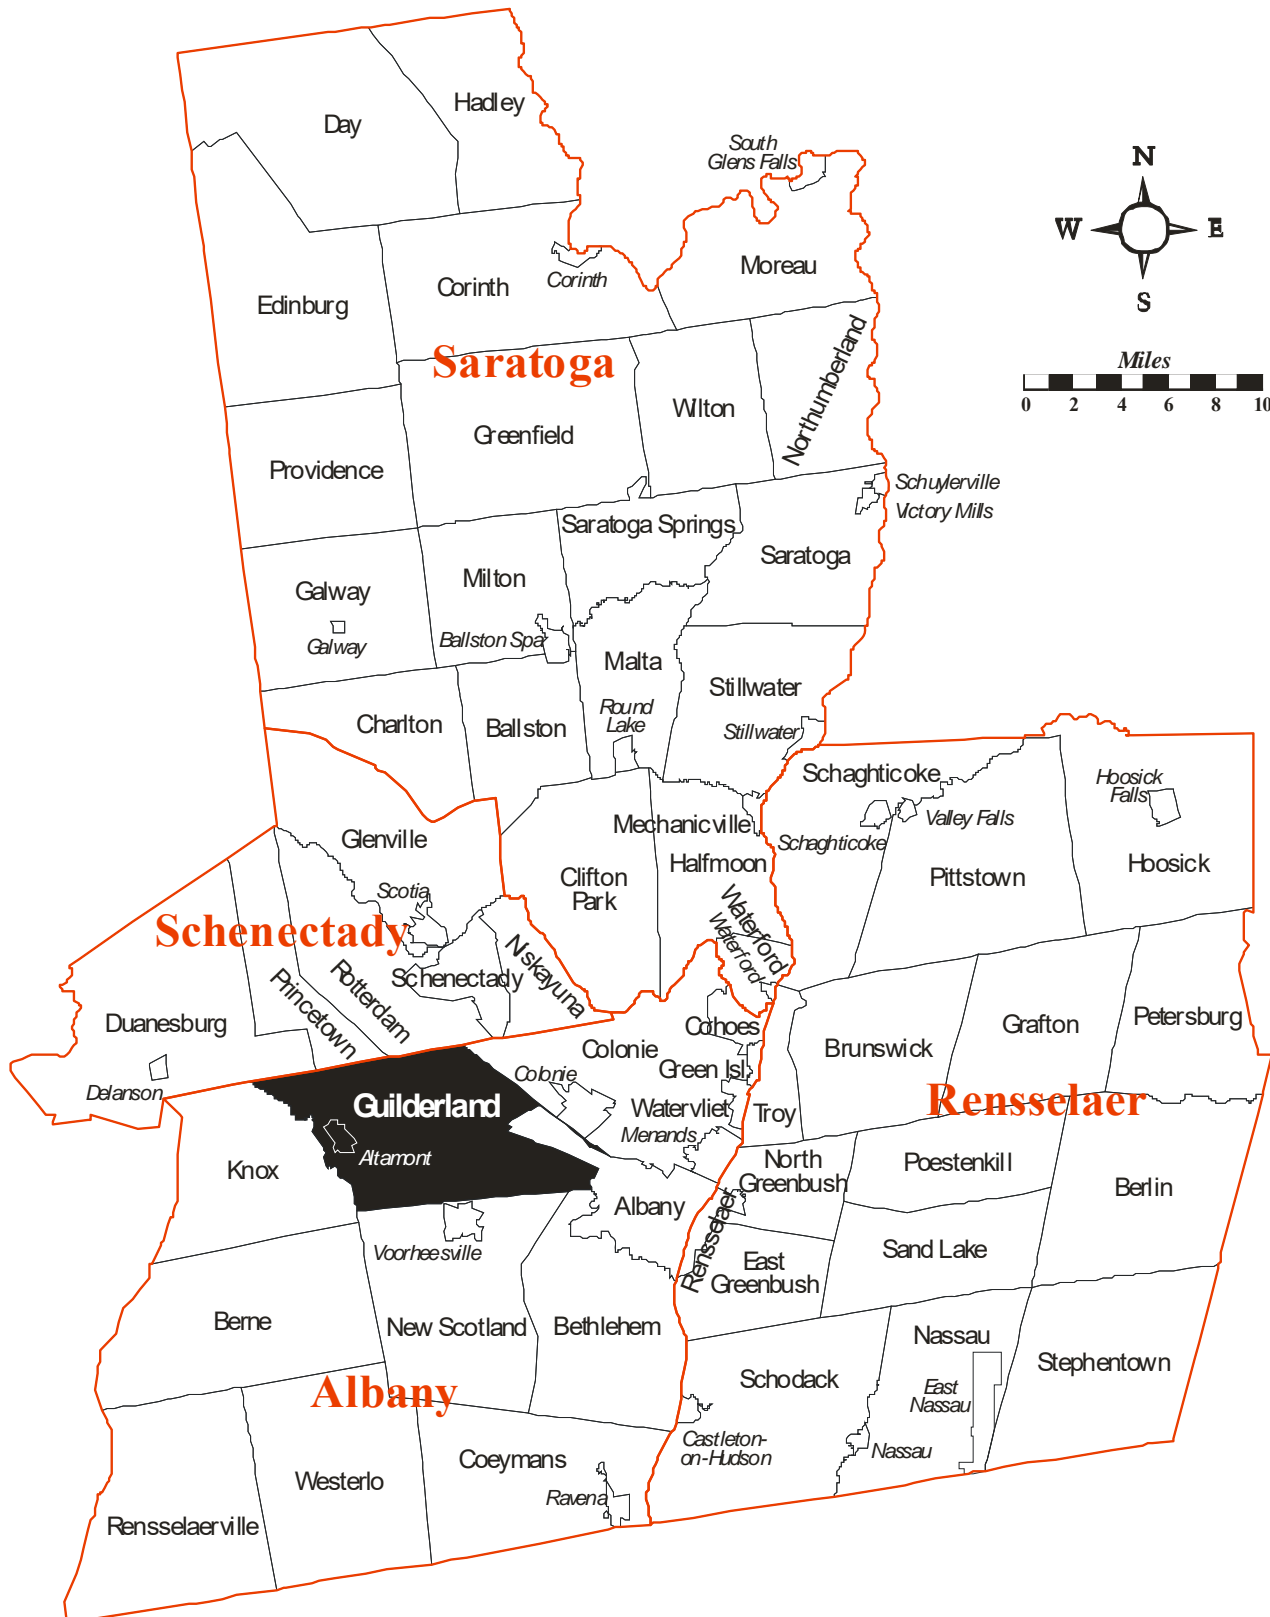 Hadley
Day
South
Glens Falls
N
W
E
S
Moreau
Corinth
Corinth
Edinburg
Saratoga
Northumberland
Miles
0 2 4 6 8 10
Wilton
Greenfield
Providence
Schuylerville
Victory Mills
Saratoga Springs
Saratoga
Milton
Galway
Galway
Ballston Spa
Malta
Stillwater
Round
Lake
Charlton
Ballston
Stillwater
Schaghticoke
Hoosick
Falls
Valley Falls
Schaghticoke
Mechanicville
Glenville
Halfmoon
Hoosick
Clifton
Park
Pittstown
Scotia
Waterford
Waterford
Schenectady
Schenectady
Niskayuna
Rotterdam
Princetown
Duanesburg
Cohoes
Colonie
Green Isl.
Brunswick
Grafton
Petersburg
Delanson
Colonie
Guilderland
Watervliet
Menands
Troy
Rensselaer
Altamont
Knox
North
Greenbush
Poestenkill
Berlin
Albany
Rensselaer
Voorheesville
Sand Lake
East
Greenbush
Berne
New Scotland
Bethlehem
Nassau
Stephentown
Schodack
Albany
East
Nassau
Castleton-
on-Hudson
Nassau
Coeymans
Westerlo
Ravena
Rensselaerville